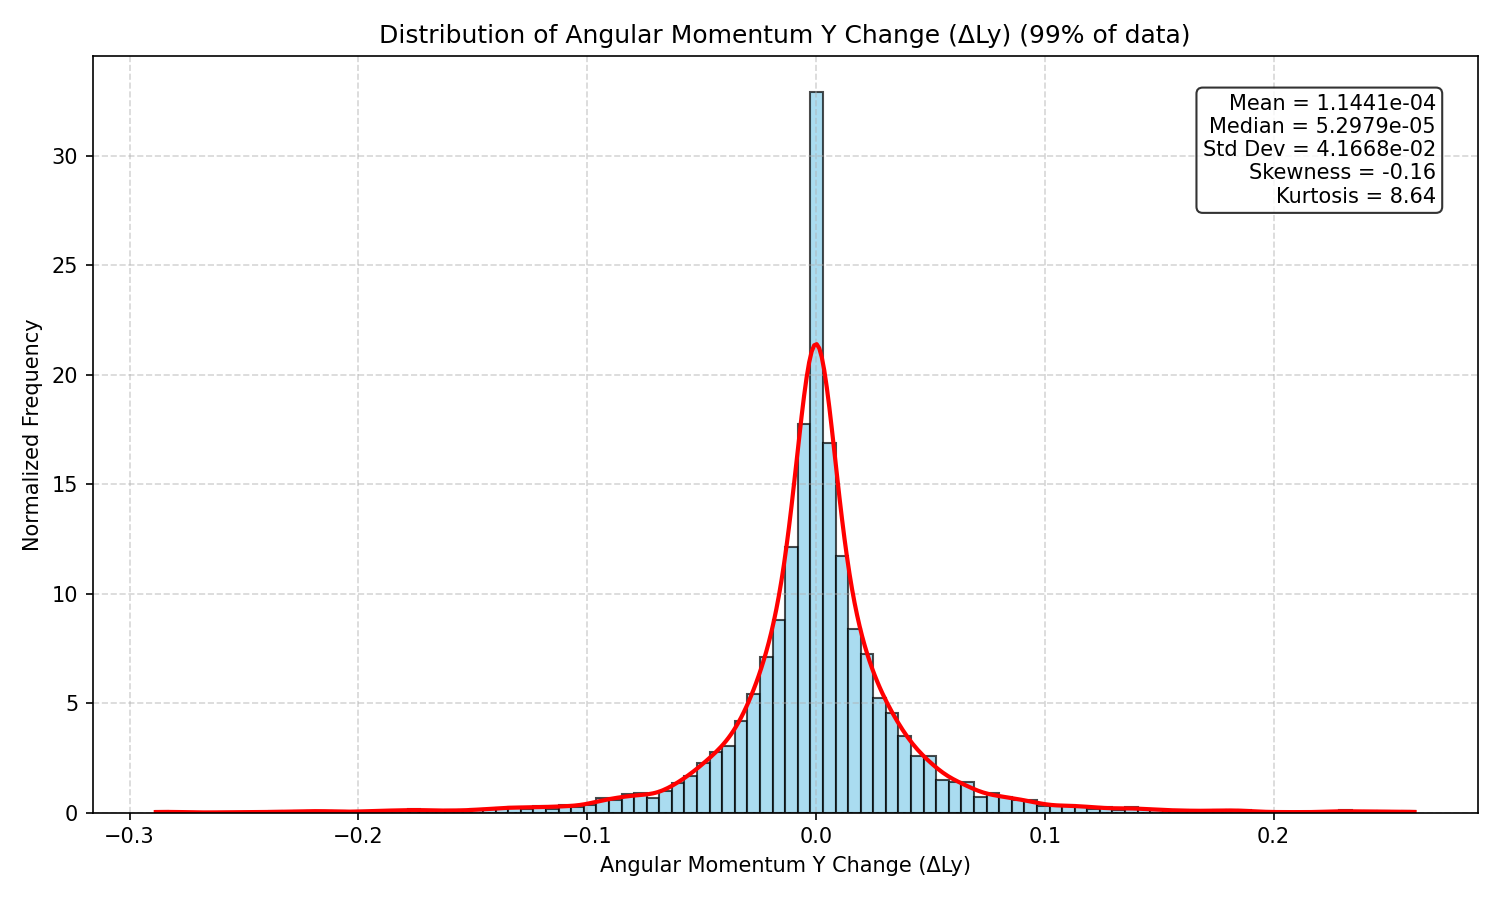 Distribution of Angular Momentum Y Change (ΔLy) (99% of data)
Mean = 1.1441e-04
Median = 5.2979e-05
Std Dev = 4.1668e-02
Skewness = -0.16
Kurtosis = 8.64
Normalized Frequency
30
25
20
15
10
5
0
−0.3 −0.2 −0.1 0.0 0.1 0.2
Angular Momentum Y Change (ΔLy)